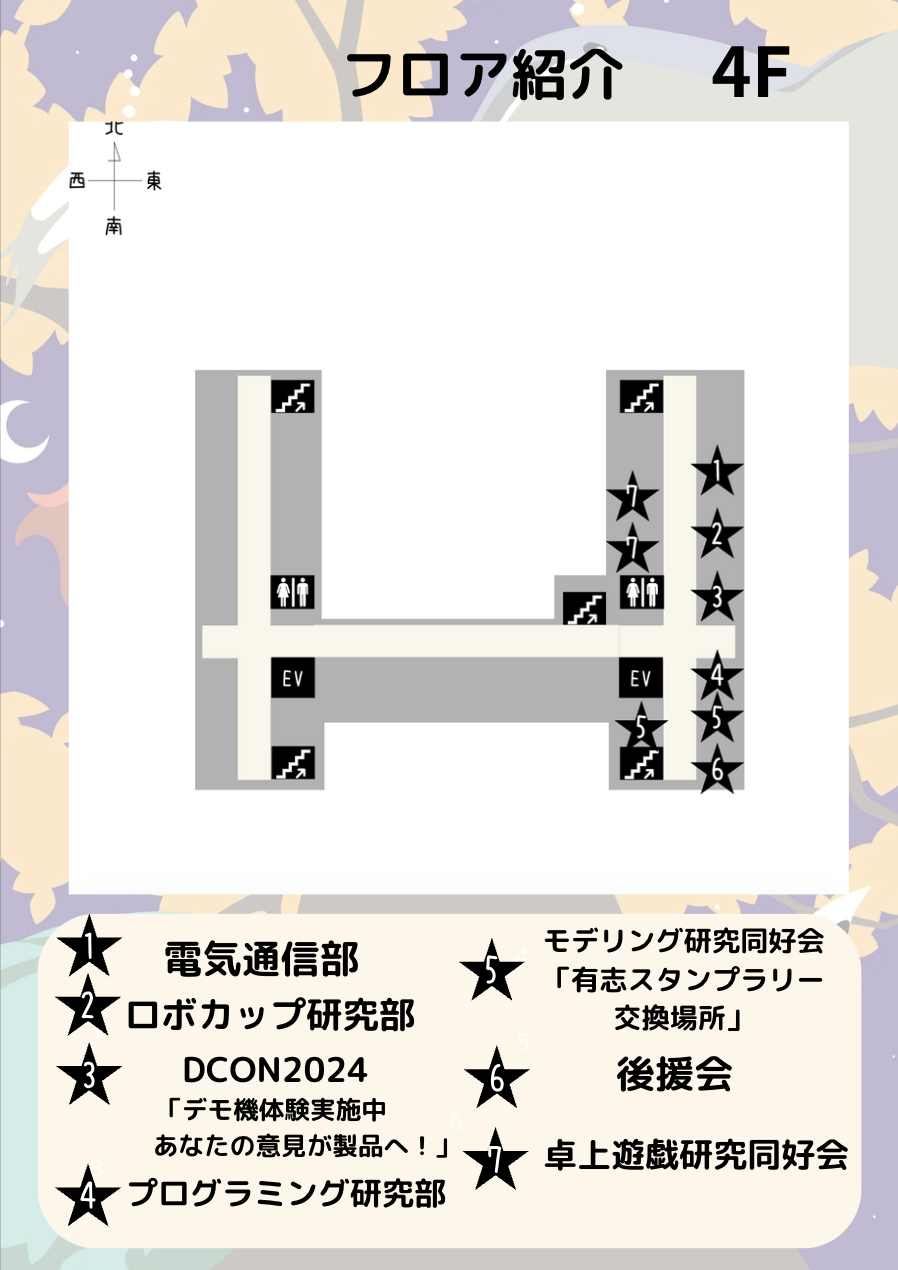 フロア紹介 4F
北
西 東
南
1
7
2
7
3
EV EV
4
5 5
6
1 電気通信部
2 ロボカップ研究部
3 DCON2024
「デモ機体験実施中
あなたの意見が製品へ！」
4 プログラミング研究部
5 モデリング研究同好会
「有志スタンプラリー
交換場所」
5
6 後援会
6
7 卓上遊戯研究同好会